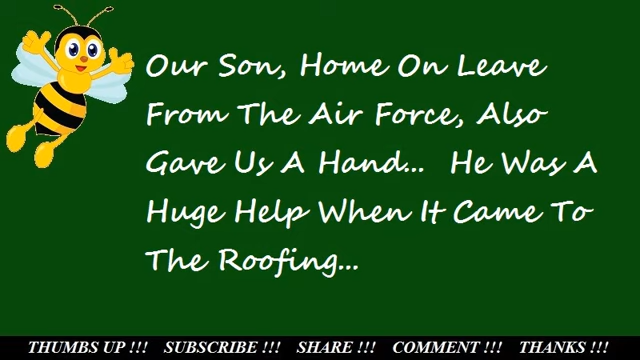 Our Son, Home On Leave
From The Air Force, Also
Gave Us A Hand... He Was A
Huge Help When It Came To
The Roofing...
THUMBS UP !!! SUBSCRIBE !!! SHARE !!! COMMENT !!! THANKS !!!